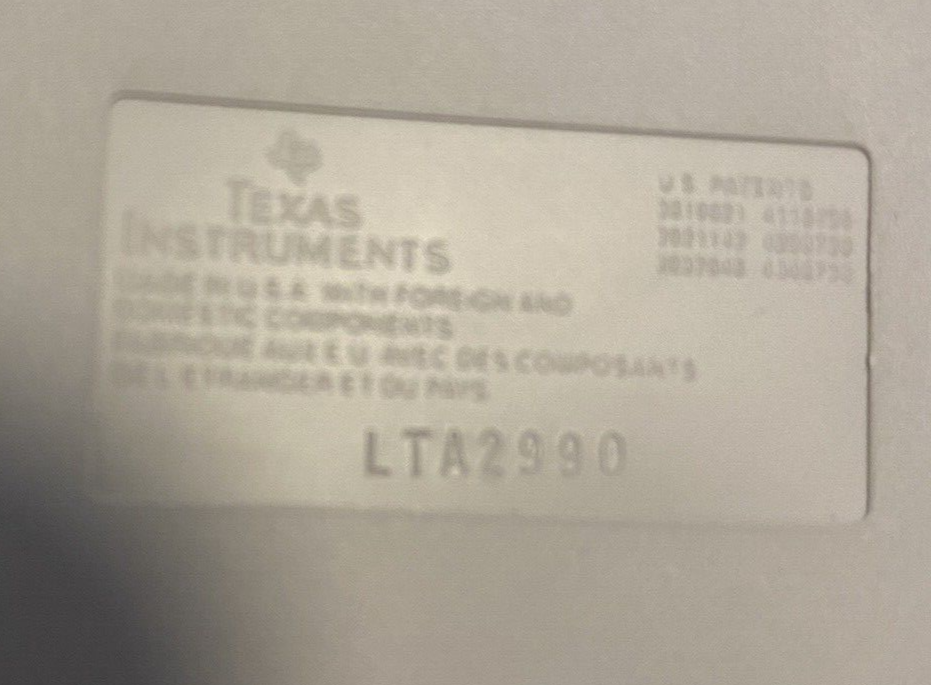 TEXAS
INSTRUMENTS
MADE IN U.S.A. WITH FOREIGN AND
DOMESTIC COMPONENTS
FABRIQUE AUX E.U. AVEC DES COMPOSANTS
DE L'ETRANGER ET DU PAYS
LTA2990
U.S. PATENTS